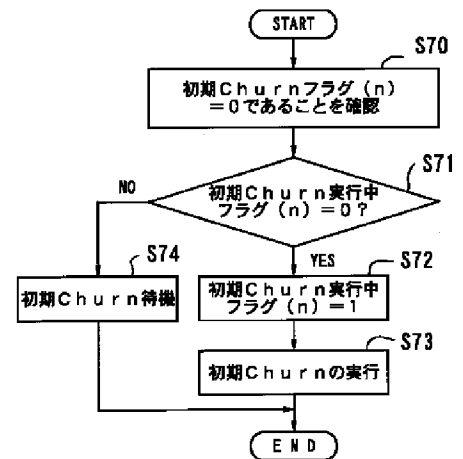 START
S70
初期Churnフラグ(n)
=0であることを確認
S71
初期Churn実行中
フラグ(n)=0?
NO
YES
S74
初期Churn待機
S72
初期Churn実行中
フラグ(n)=1
S73
初期Churnの実行
END